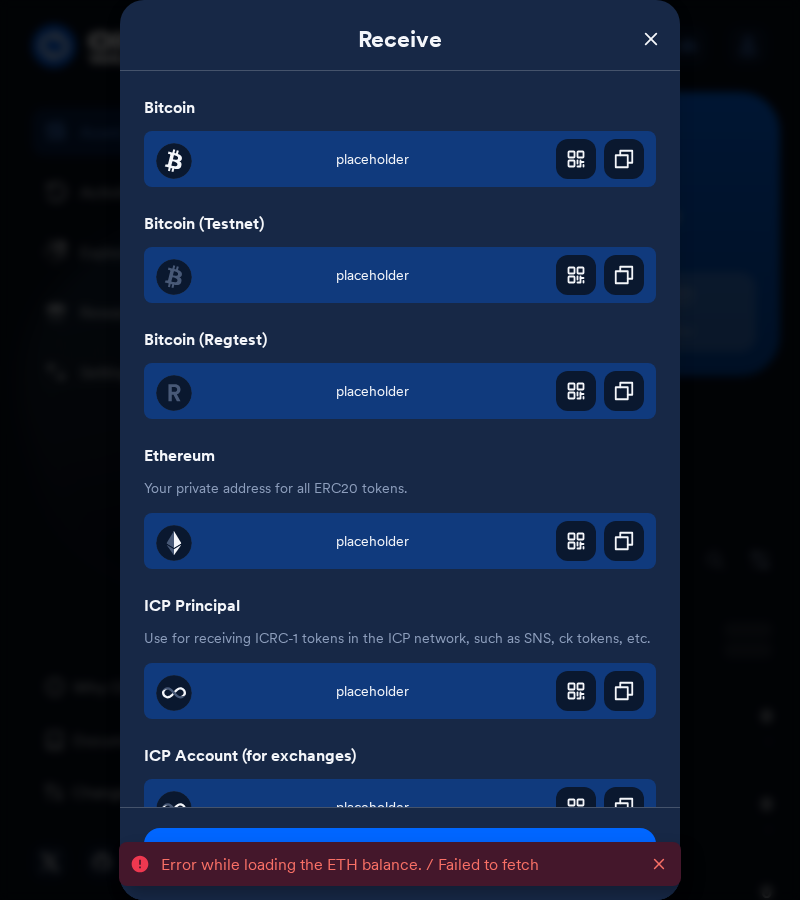 Receive
Bitcoin
placeholder
Bitcoin (Testnet)
placeholder
Bitcoin (Regtest)
placeholder
Ethereum
Your private address for all ERC20 tokens.
placeholder
ICP Principal
Use for receiving ICRC-1 tokens in the ICP network, such as SNS, ck tokens, etc.
placeholder
ICP Account (for exchanges)
placeholder
Error while loading the ETH balance. / Failed to fetch